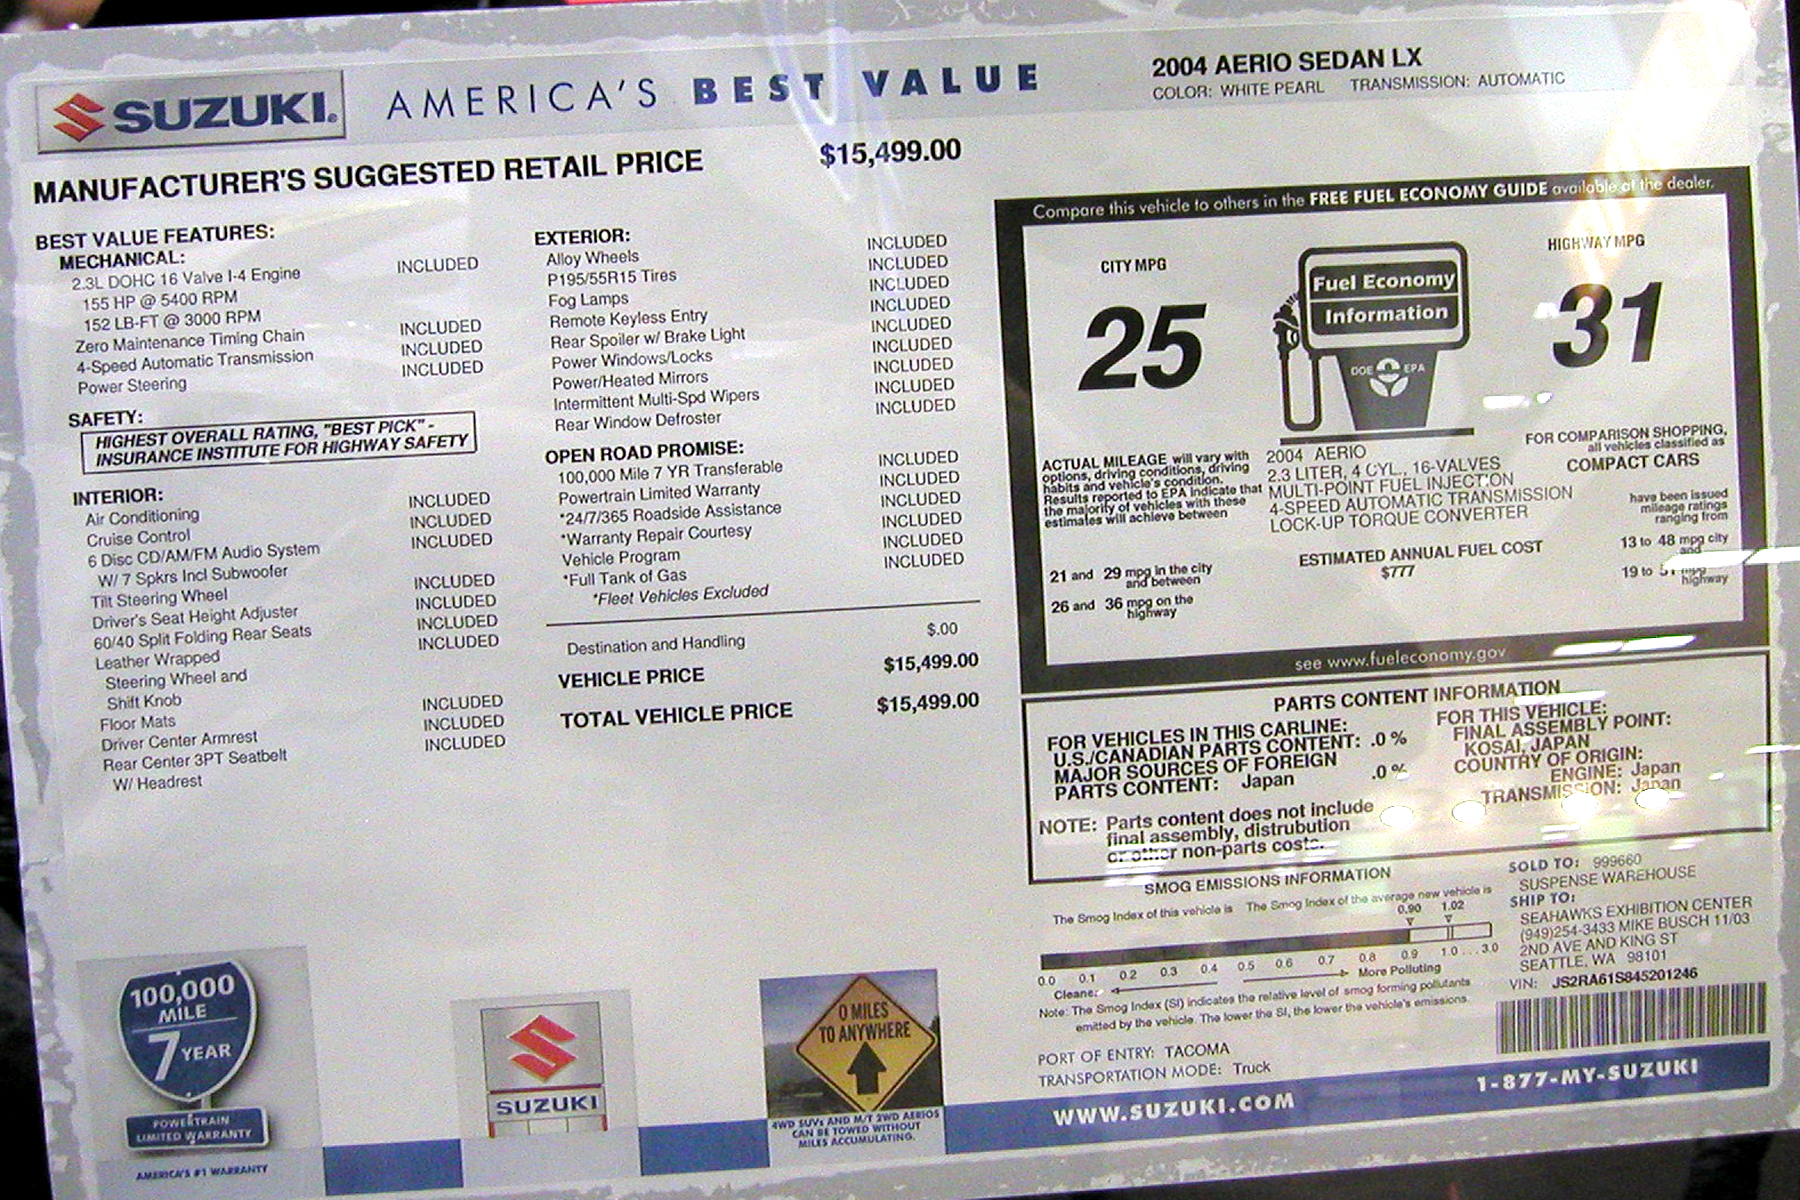 SUZUKI.
AMERICA'S BEST VALUE
2004 AERIO SEDAN LX
COLOR: WHITE PEARL TRANSMISSION: AUTOMATIC
MANUFACTURER'S SUGGESTED RETAIL PRICE $15,499.00
BEST VALUE FEATURES:
MECHANICAL:
2.3L DOHC 16 Valve I-4 Engine INCLUDED
155 HP @ 5400 RPM
152 LB-FT @ 3000 RPM
Zero Maintenance Timing Chain INCLUDED
4-Speed Automatic Transmission INCLUDED
Power Steering INCLUDED
SAFETY:
HIGHEST OVERALL RATING, "BEST PICK" -
INSURANCE INSTITUTE FOR HIGHWAY SAFETY
INTERIOR:
Air Conditioning INCLUDED
Cruise Control INCLUDED
6 Disc CD/AM/FM Audio System INCLUDED
W/ 7 Spkrs Incl Subwoofer
Tilt Steering Wheel INCLUDED
Driver's Seat Height Adjuster INCLUDED
60/40 Split Folding Rear Seats INCLUDED
Leather Wrapped INCLUDED
Steering Wheel and
Shift Knob
Floor Mats INCLUDED
Driver Center Armrest INCLUDED
Rear Center 3PT Seatbelt INCLUDED
W/ Headrest
EXTERIOR:
Alloy Wheels INCLUDED
P195/55R15 Tires INCLUDED
Fog Lamps INCLUDED
Remote Keyless Entry INCLUDED
Rear Spoiler w/ Brake Light INCLUDED
Power Windows/Locks INCLUDED
Power/Heated Mirrors INCLUDED
Intermittent Multi-Spd Wipers INCLUDED
Rear Window Defroster INCLUDED
OPEN ROAD PROMISE:
100,000 Mile 7 YR Transferable INCLUDED
Powertrain Limited Warranty INCLUDED
*24/7/365 Roadside Assistance INCLUDED
*Warranty Repair Courtesy INCLUDED
Vehicle Program INCLUDED
*Full Tank of Gas INCLUDED
*Fleet Vehicles Excluded
Destination and Handling $.00
VEHICLE PRICE $15,499.00
TOTAL VEHICLE PRICE $15,499.00
Compare this vehicle to others in the FREE FUEL ECONOMY GUIDE available at the dealer.
CITY MPG
25
Fuel Economy
Information
DOE EPA
HIGHWAY MPG
31
ACTUAL MILEAGE will vary with
options, driving conditions, driving
habits and vehicle's condition.
Results reported to EPA indicate that
the majority of vehicles with these
estimates will achieve between
21 and 29 mpg in the city
and between
26 and 36 mpg on the
highway
2004 AERIO
2.3 LITER, 4 CYL., 16-VALVES
MULTI-POINT FUEL INJECTION
4-SPEED AUTOMATIC TRANSMISSION
LOCK-UP TORQUE CONVERTER
ESTIMATED ANNUAL FUEL COST
$777
FOR COMPARISON SHOPPING,
all vehicles classified as
COMPACT CARS
have been issued
mileage ratings
ranging from
13 to 48 mpg city
and
19 to mpg
highway
see www.fueleconomy.gov
PARTS CONTENT INFORMATION
FOR VEHICLES IN THIS CARLINE:
U.S./CANADIAN PARTS CONTENT: .0 %
MAJOR SOURCES OF FOREIGN
PARTS CONTENT: Japan .0 %
FOR THIS VEHICLE:
FINAL ASSEMBLY POINT:
KOSAI, JAPAN
COUNTRY OF ORIGIN:
ENGINE: Japan
TRANSMISSION: Japan
NOTE: Parts content does not include
final assembly, distrubution
or other non-parts costs.
SMOG EMISSIONS INFORMATION
The Smog Index of this vehicle is The Smog Index of the average new vehicle is
0.90 1.02
0.0 0.1 0.2 0.3 0.4 0.5 0.6 0.7 0.8 0.9 1.0 ... 3.0
Cleaner More Polluting
Note: The Smog Index (SI) indicates the relative level of smog forming pollutants
emitted by the vehicle. The lower the SI, the lower the vehicle's emissions.
PORT OF ENTRY: TACOMA
TRANSPORTATION MODE: Truck
SOLD TO: 999660
SUSPENSE WAREHOUSE
SHIP TO:
SEAHAWKS EXHIBITION CENTER
(949)254-3433 MIKE BUSCH 11/03
2ND AVE AND KING ST
SEATTLE, WA 98101
VIN: JS2RA61S845201246
100,000
MILE
7 YEAR
POWERTRAIN
LIMITED WARRANTY
AMERICA'S #1 WARRANTY
SUZUKI
0 MILES
TO ANYWHERE
4WD SUVs AND M/T 2WD AERIOS
CAN BE TOWED WITHOUT
MILES ACCUMULATING.
WWW.SUZUKI.COM
1-877-MY-SUZUKI